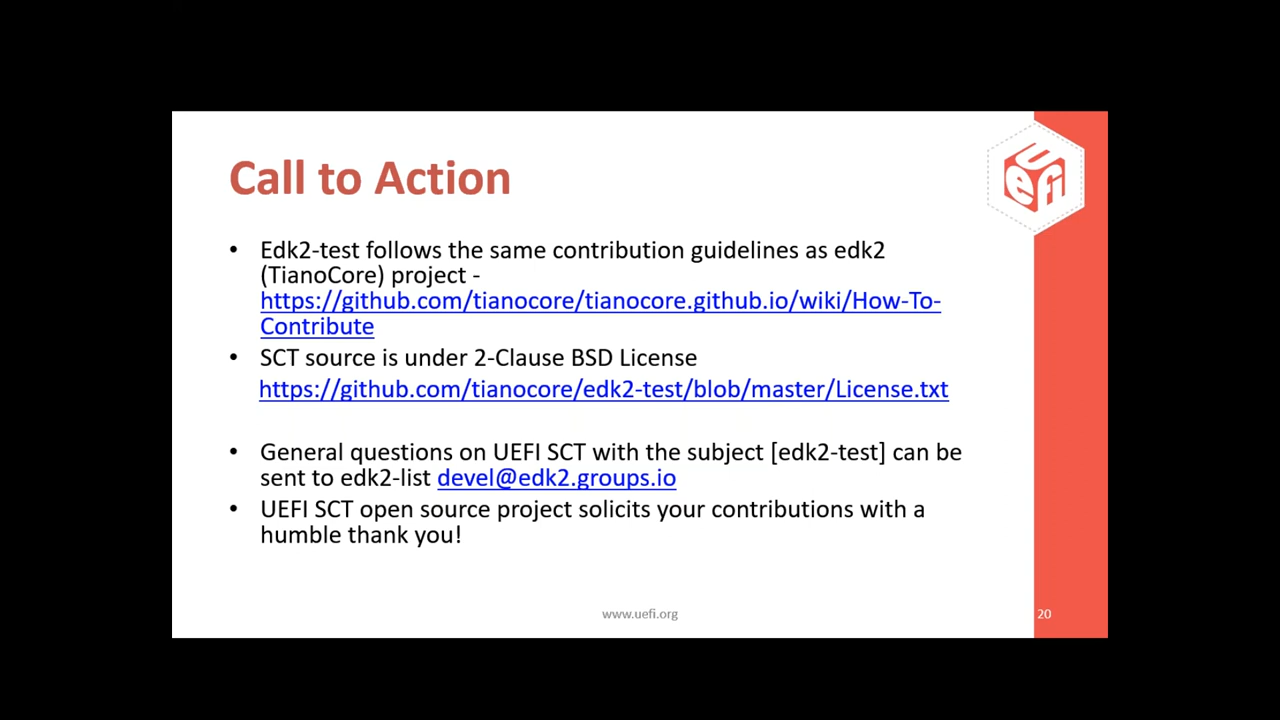 Call to Action
uefi
• Edk2-test follows the same contribution guidelines as edk2
(TianoCore) project -
https://github.com/tianocore/tianocore.github.io/wiki/How-To-
Contribute
• SCT source is under 2-Clause BSD License
https://github.com/tianocore/edk2-test/blob/master/License.txt
• General questions on UEFI SCT with the subject [edk2-test] can be
sent to edk2-list devel@edk2.groups.io
• UEFI SCT open source project solicits your contributions with a
humble thank you!
www.uefi.org
20